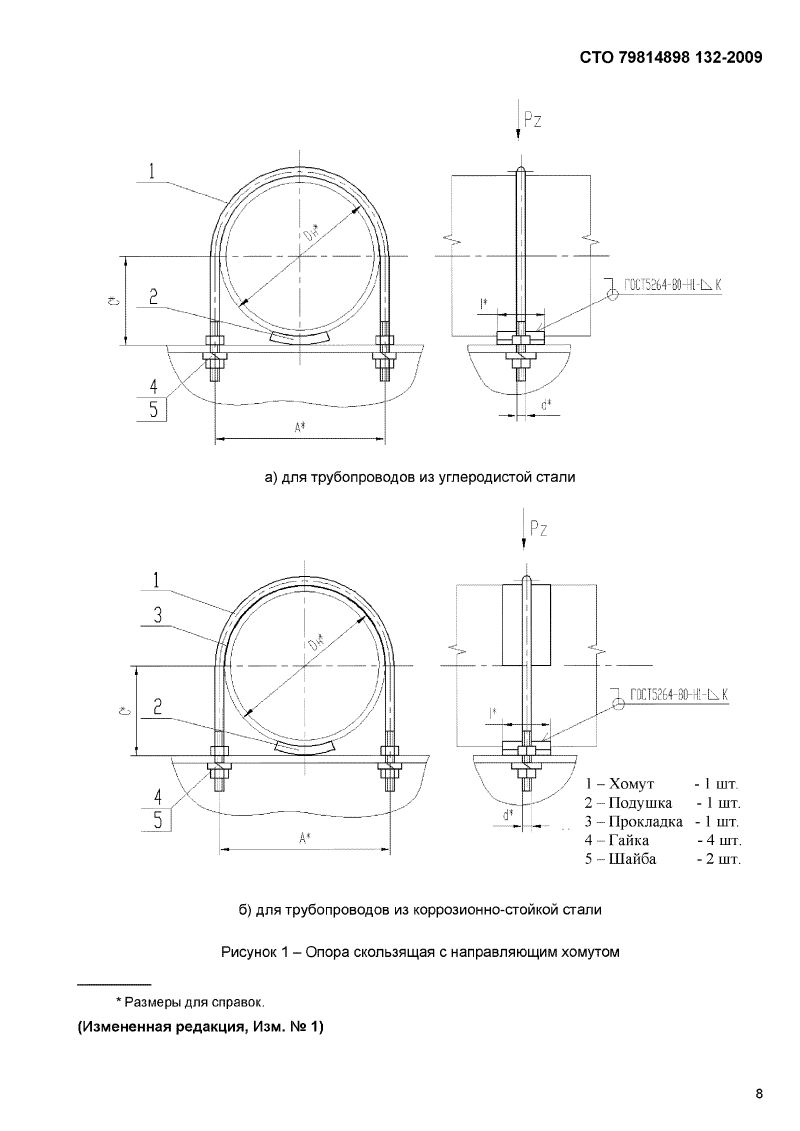 СТО 79814898 132-2009
Pz
1
Dн*
C*
2
l*
ГОСТ5264-80-Н1-⊿ К
4
5
A*
d*
а) для трубопроводов из углеродистой стали
Pz
1
3
Dн*
C*
2
l*
ГОСТ5264-80-Н1-⊿ К
4
5
A*
d*
1 – Хомут - 1 шт.
2 – Подушка - 1 шт.
3 – Прокладка - 1 шт.
4 – Гайка - 4 шт.
5 – Шайба - 2 шт.
б) для трубопроводов из коррозионно-стойкой стали
Рисунок 1 – Опора скользящая с направляющим хомутом
* Размеры для справок.
(Измененная редакция, Изм. № 1)
8